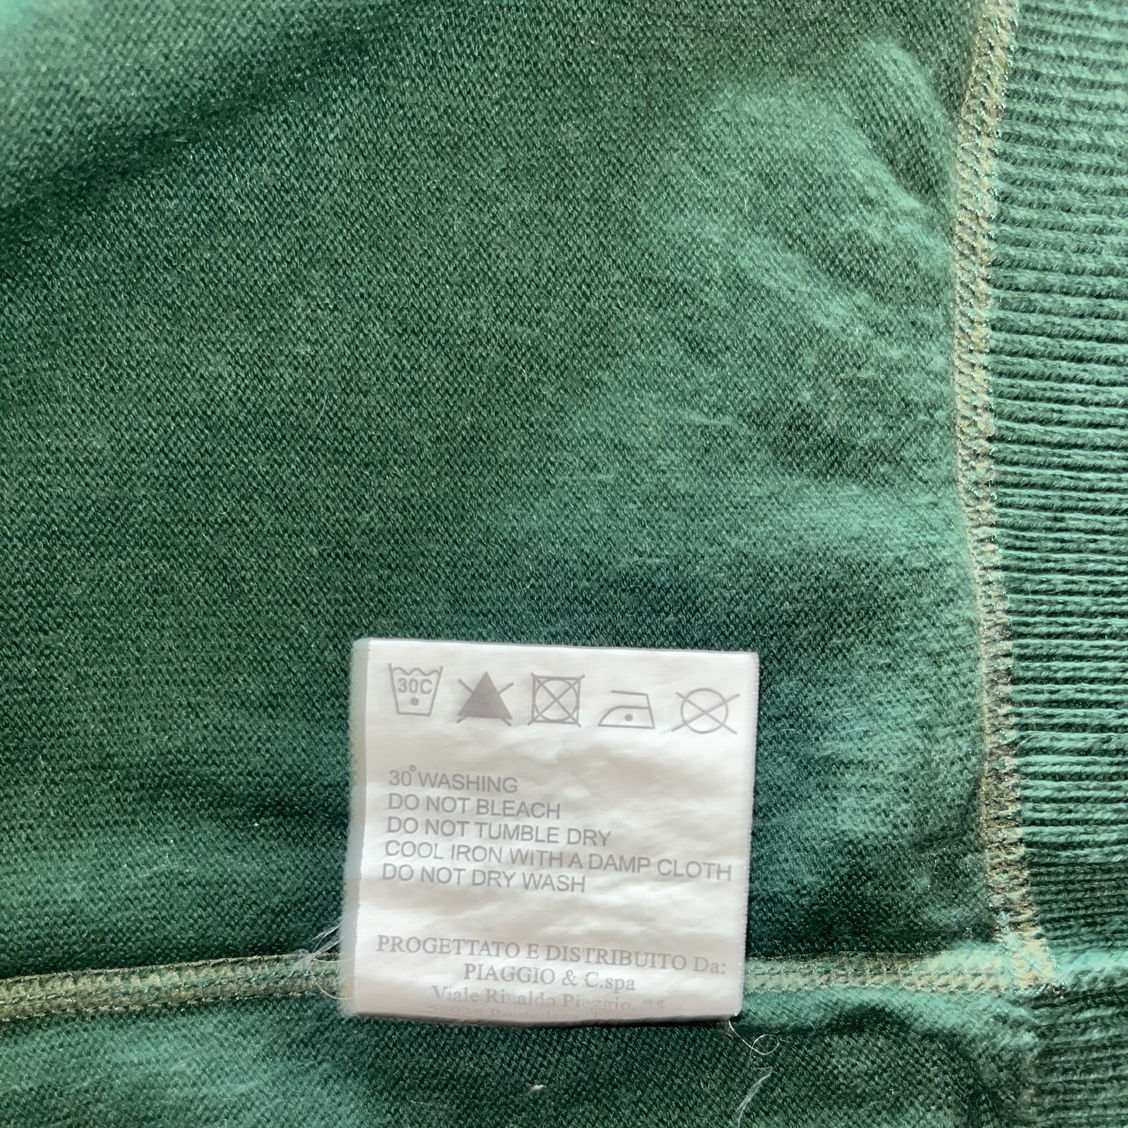 30C
30° WASHING
DO NOT BLEACH
DO NOT TUMBLE DRY
COOL IRON WITH A DAMP CLOTH
DO NOT DRY WASH
PROGETTATO E DISTRIBUITO Da:
PIAGGIO & C.spa
Viale Rinaldo Piaggio, 25